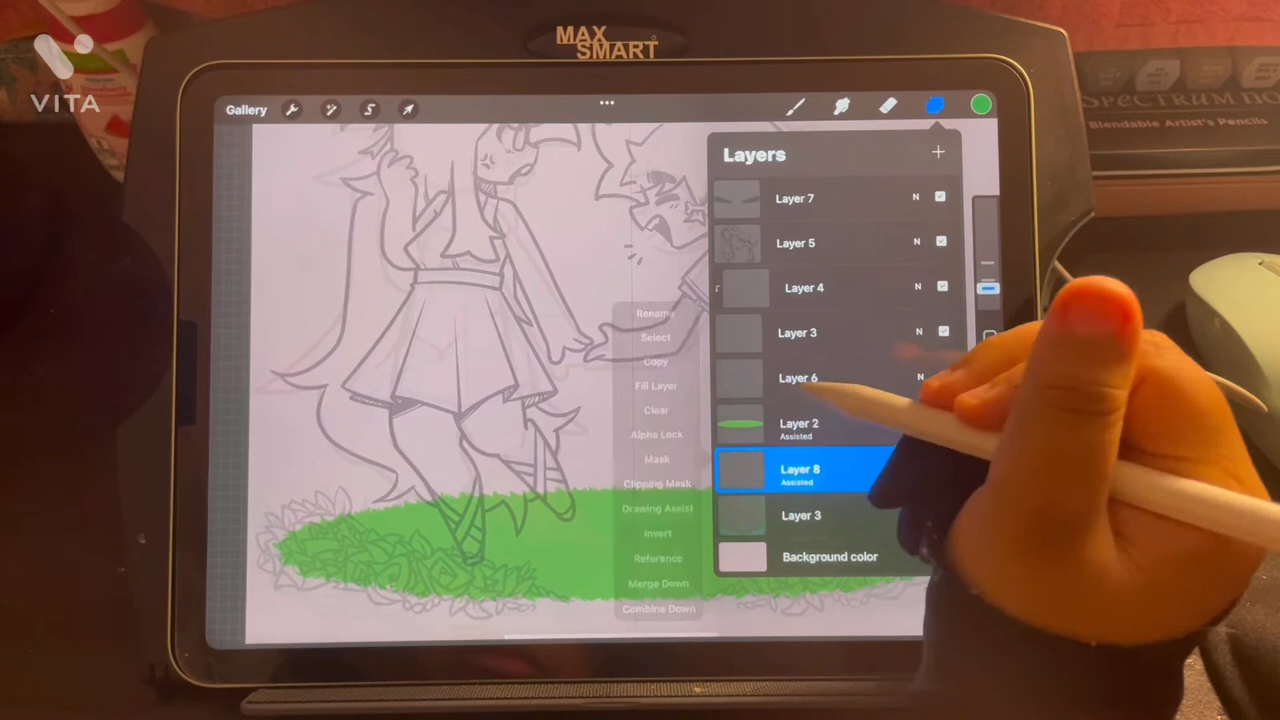 VITA
MAX
SMART
SPECTRUM NO
Blendable Artist's Pencils
Gallery
Layers
Layer 7
N
Layer 5
N
Layer 4
N
Layer 3
N
Layer 6
N
Layer 2
Assisted
Layer 8
Assisted
Layer 3
Background color
Rename
Select
Copy
Fill Layer
Clear
Alpha Lock
Mask
Clipping Mask
Drawing Assist
Invert
Reference
Merge Down
Combine Down